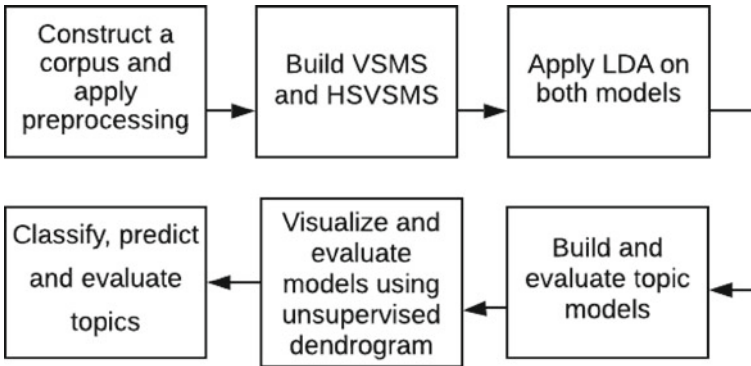 Construct a
corpus and
apply
preprocessing
Build VSMS
and HSVSMS
Apply LDA on
both models
Build and
evaluate topic
models
Visualize and
evaluate
models using
unsupervised
dendrogram
Classify, predict
and evaluate
topics